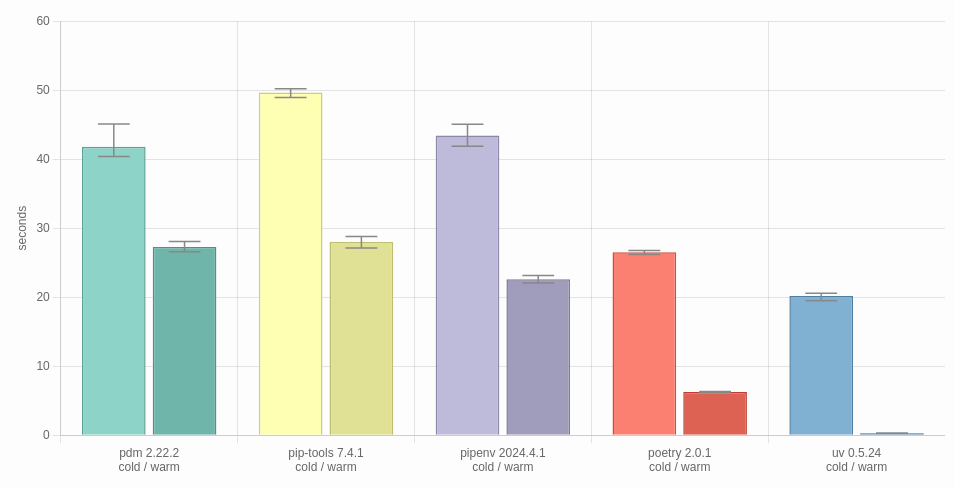 60
50
40
30
20
10
0
seconds
pdm 2.22.2
cold / warm
pip-tools 7.4.1
cold / warm
pipenv 2024.4.1
cold / warm
poetry 2.0.1
cold / warm
uv 0.5.24
cold / warm